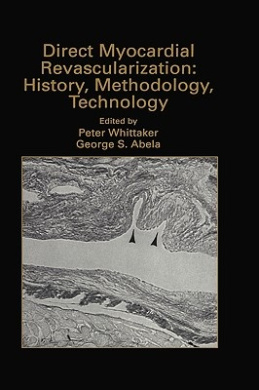 Direct Myocardial
Revascularization:
History, Methodology,
Technology
Edited by
Peter Whittaker
George S. Abela